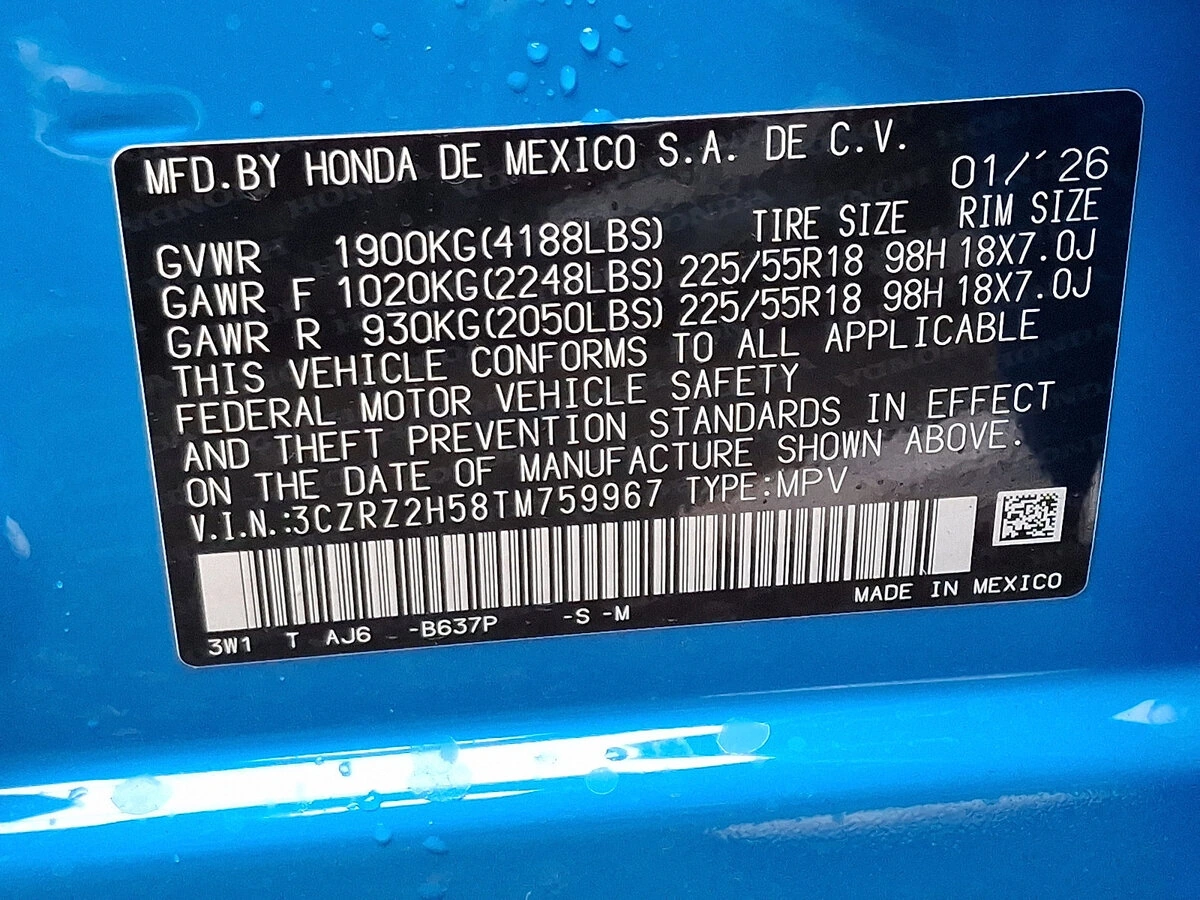 MFD.BY HONDA DE MEXICO S.A. DE C.V.
01/´26
GVWR 1900KG(4188LBS) TIRE SIZE RIM SIZE
GAWR F 1020KG(2248LBS) 225/55R18 98H 18X7.0J
GAWR R 930KG(2050LBS) 225/55R18 98H 18X7.0J
THIS VEHICLE CONFORMS TO ALL APPLICABLE
FEDERAL MOTOR VEHICLE SAFETY
AND THEFT PREVENTION STANDARDS IN EFFECT
ON THE DATE OF MANUFACTURE SHOWN ABOVE.
V.I.N.:3CZRZ2H58TM759967 TYPE:MPV
MADE IN MEXICO
3W1 T AJ6 -B637P -S -M